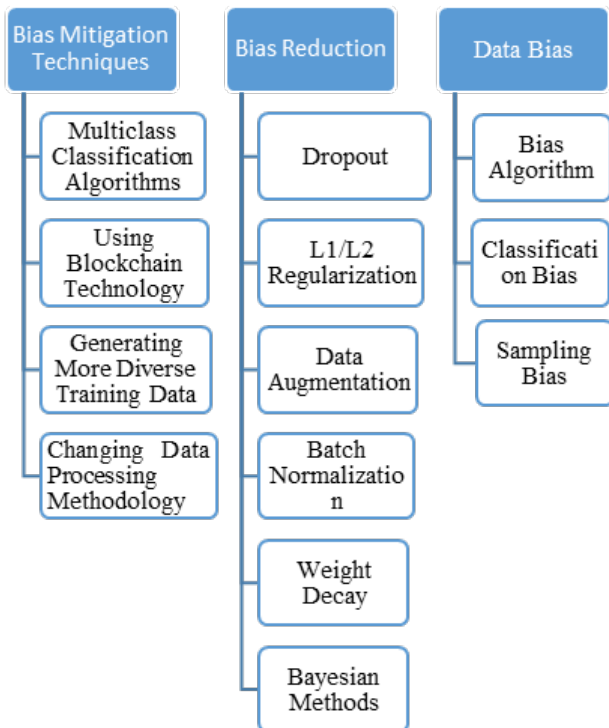 Bias Mitigation
Techniques
Multiclass
Classification
Algorithms
Using
Blockchain
Technology
Generating
More Diverse
Training Data
Changing Data
Processing
Methodology
Bias Reduction
Dropout
L1/L2
Regularization
Data
Augmentation
Batch
Normalizatio
n
Weight
Decay
Bayesian
Methods
Data Bias
Bias
Algorithm
Classificati
on Bias
Sampling
Bias